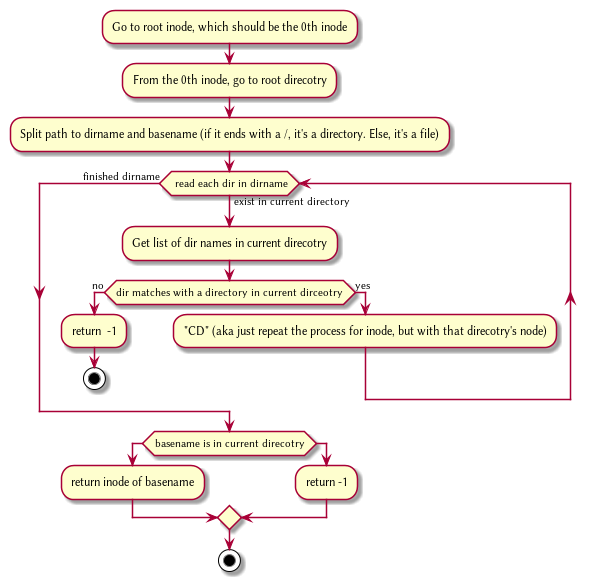 Go to root inode, which should be the 0th inode
From the 0th inode, go to root direcotry
Split path to dirname and basename (if it ends with a /, it's a directory. Else, it's a file)
finished dirname
read each dir in dirname
exist in current directory
Get list of dir names in current direcotry
no
dir matches with a directory in current dirceotry
yes
return  -1
"CD" (aka just repeat the process for inode, but with that direcotry's node)
basename is in current direcotry
return inode of basename
return -1